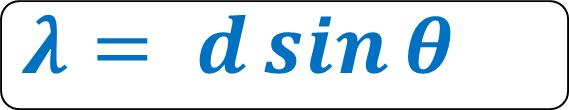 λ = d sin θ